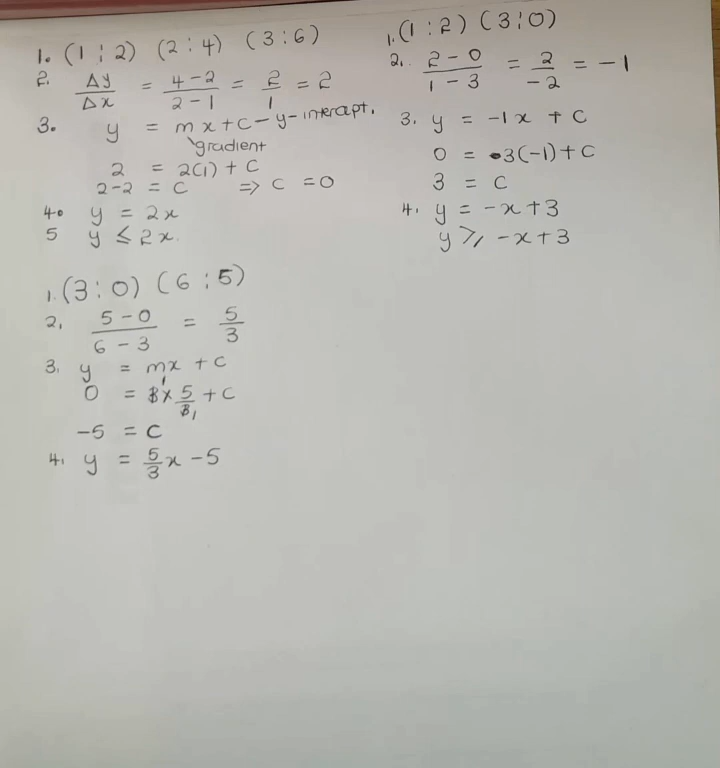 1. (1 ; 2) (2 ; 4) (3 ; 6)
2. Δy/Δx = 4-2/2-1 = 2/1 = 2
3. y = mx + c - y-intercept.
gradient
2 = 2(1) + c
2-2 = c => c = 0
4. y = 2x
5 y ≤ 2x.
1. (1 ; 2) (3 ; 0)
2. 2-0/1-3 = 2/-2 = -1
3. y = -1x + c
0 = 3(-1) + c
3 = c
4. y = -x + 3
y ≥ -x + 3
1. (3 ; 0) (6 ; 5)
2. 5-0/6-3 = 5/3
3. y = mx + c
0 = 3 x 5/3 + c
-5 = c
4. y = 5/3 x - 5